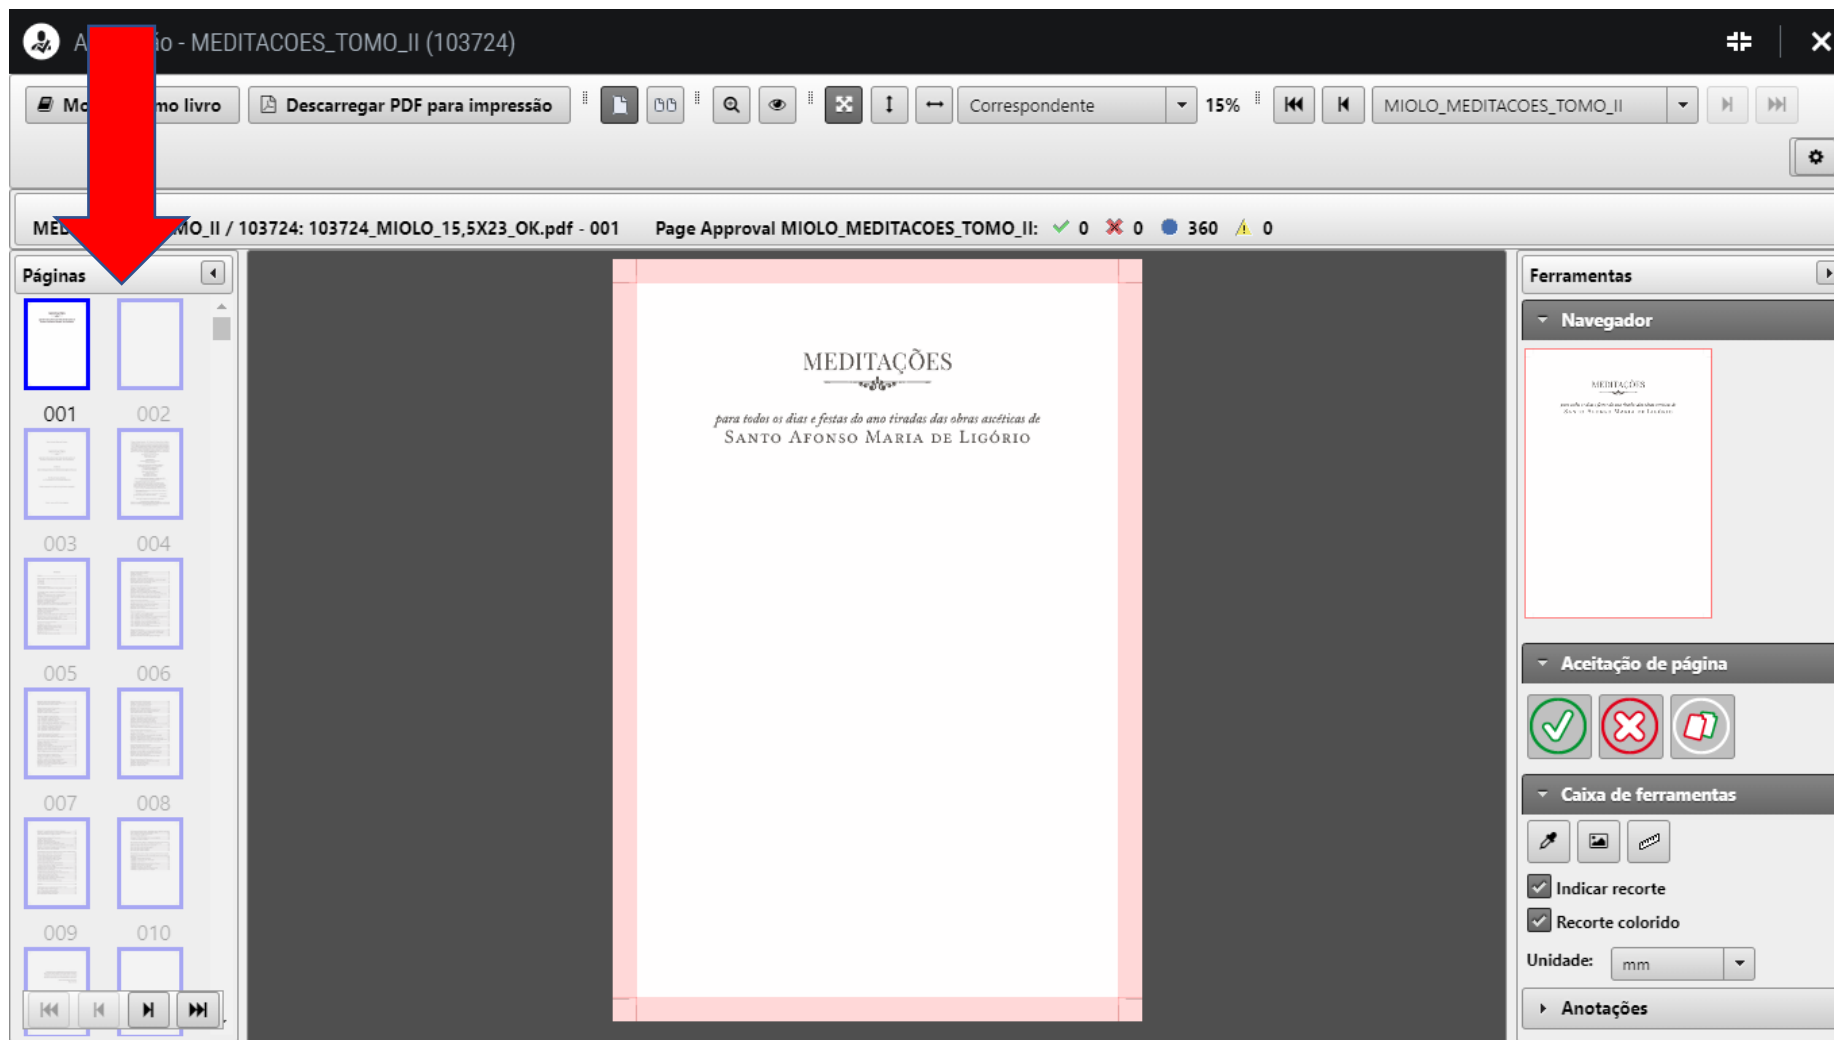 A ão - MEDITACOES_TOMO_II (103724)
Mo mo livro Descarregar PDF para impressão Correspondente 15% MIOLO_MEDITACOES_TOMO_II
MED MO_II / 103724: 103724_MIOLO_15,5X23_OK.pdf - 001 Page Approval MIOLO_MEDITACOES_TOMO_II: 0 0 360 0
Páginas
001 002
003 004
005 006
007 008
009 010
MEDITAÇÕES
para todos os dias e festas do ano tiradas das obras ascéticas de
SANTO AFONSO MARIA DE LIGÓRIO
Ferramentas
Navegador
MEDITAÇÕES
Aceitação de página
Caixa de ferramentas
Indicar recorte
Recorte colorido
Unidade: mm
Anotações